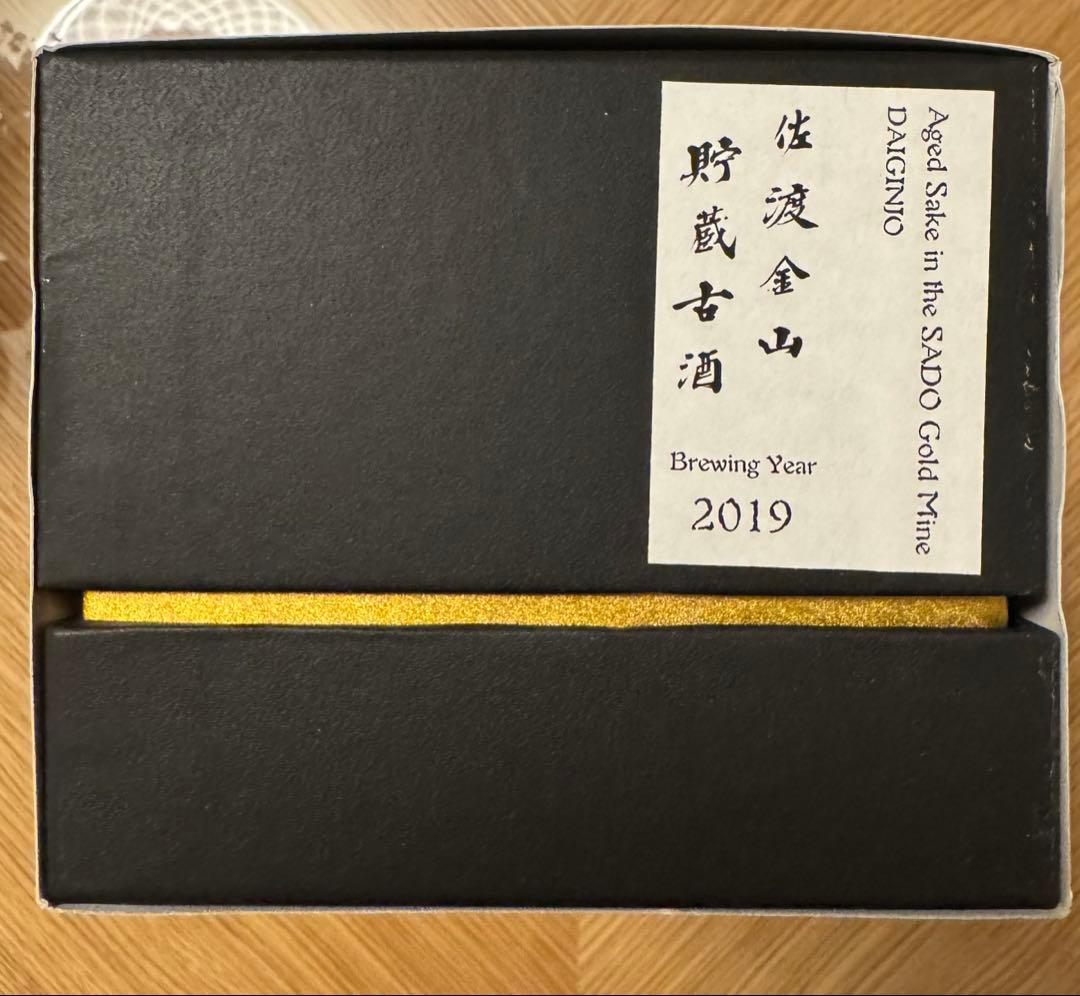 Aged Sake in the SADO Gold Mine
DAIGINJO
佐渡金山
貯蔵古酒
Brewing Year
2019